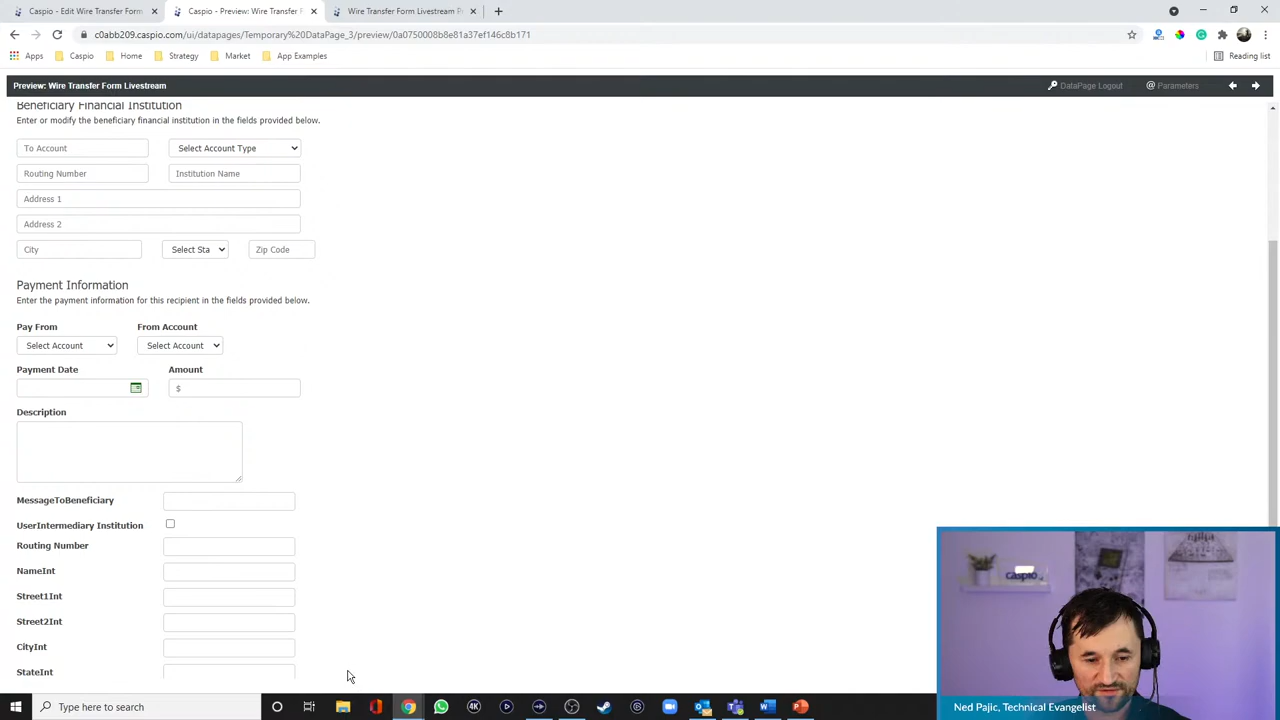 Caspio - Edit Wire Transfer Form
Caspio - Preview: Wire Transfer F
Wire Transfer Form Livestream P
c0abb209.caspio.com/ui/datapages/Temporary%20DataPage_3/preview/0a0750008b8e81a37ef146c8b171
Apps
Caspio
Home
Strategy
Market
App Examples
Reading list
Preview: Wire Transfer Form Livestream
DataPage Logout
@ Parameters
Beneficiary Financial Institution
Enter or modify the beneficiary financial institution in the fields provided below.
To Account
Select Account Type
Routing Number
Institution Name
Address 1
Address 2
City
Select Sta
Zip Code
Payment Information
Enter the payment information for this recipient in the fields provided below.
Pay From
From Account
Select Account
Select Account
Payment Date
Amount
$
Description
MessageToBeneficiary
UserIntermediary Institution
Routing Number
NameInt
Street1Int
Street2Int
CityInt
StateInt
caspio
Ned Pajic, Technical Evangelist
Type here to search